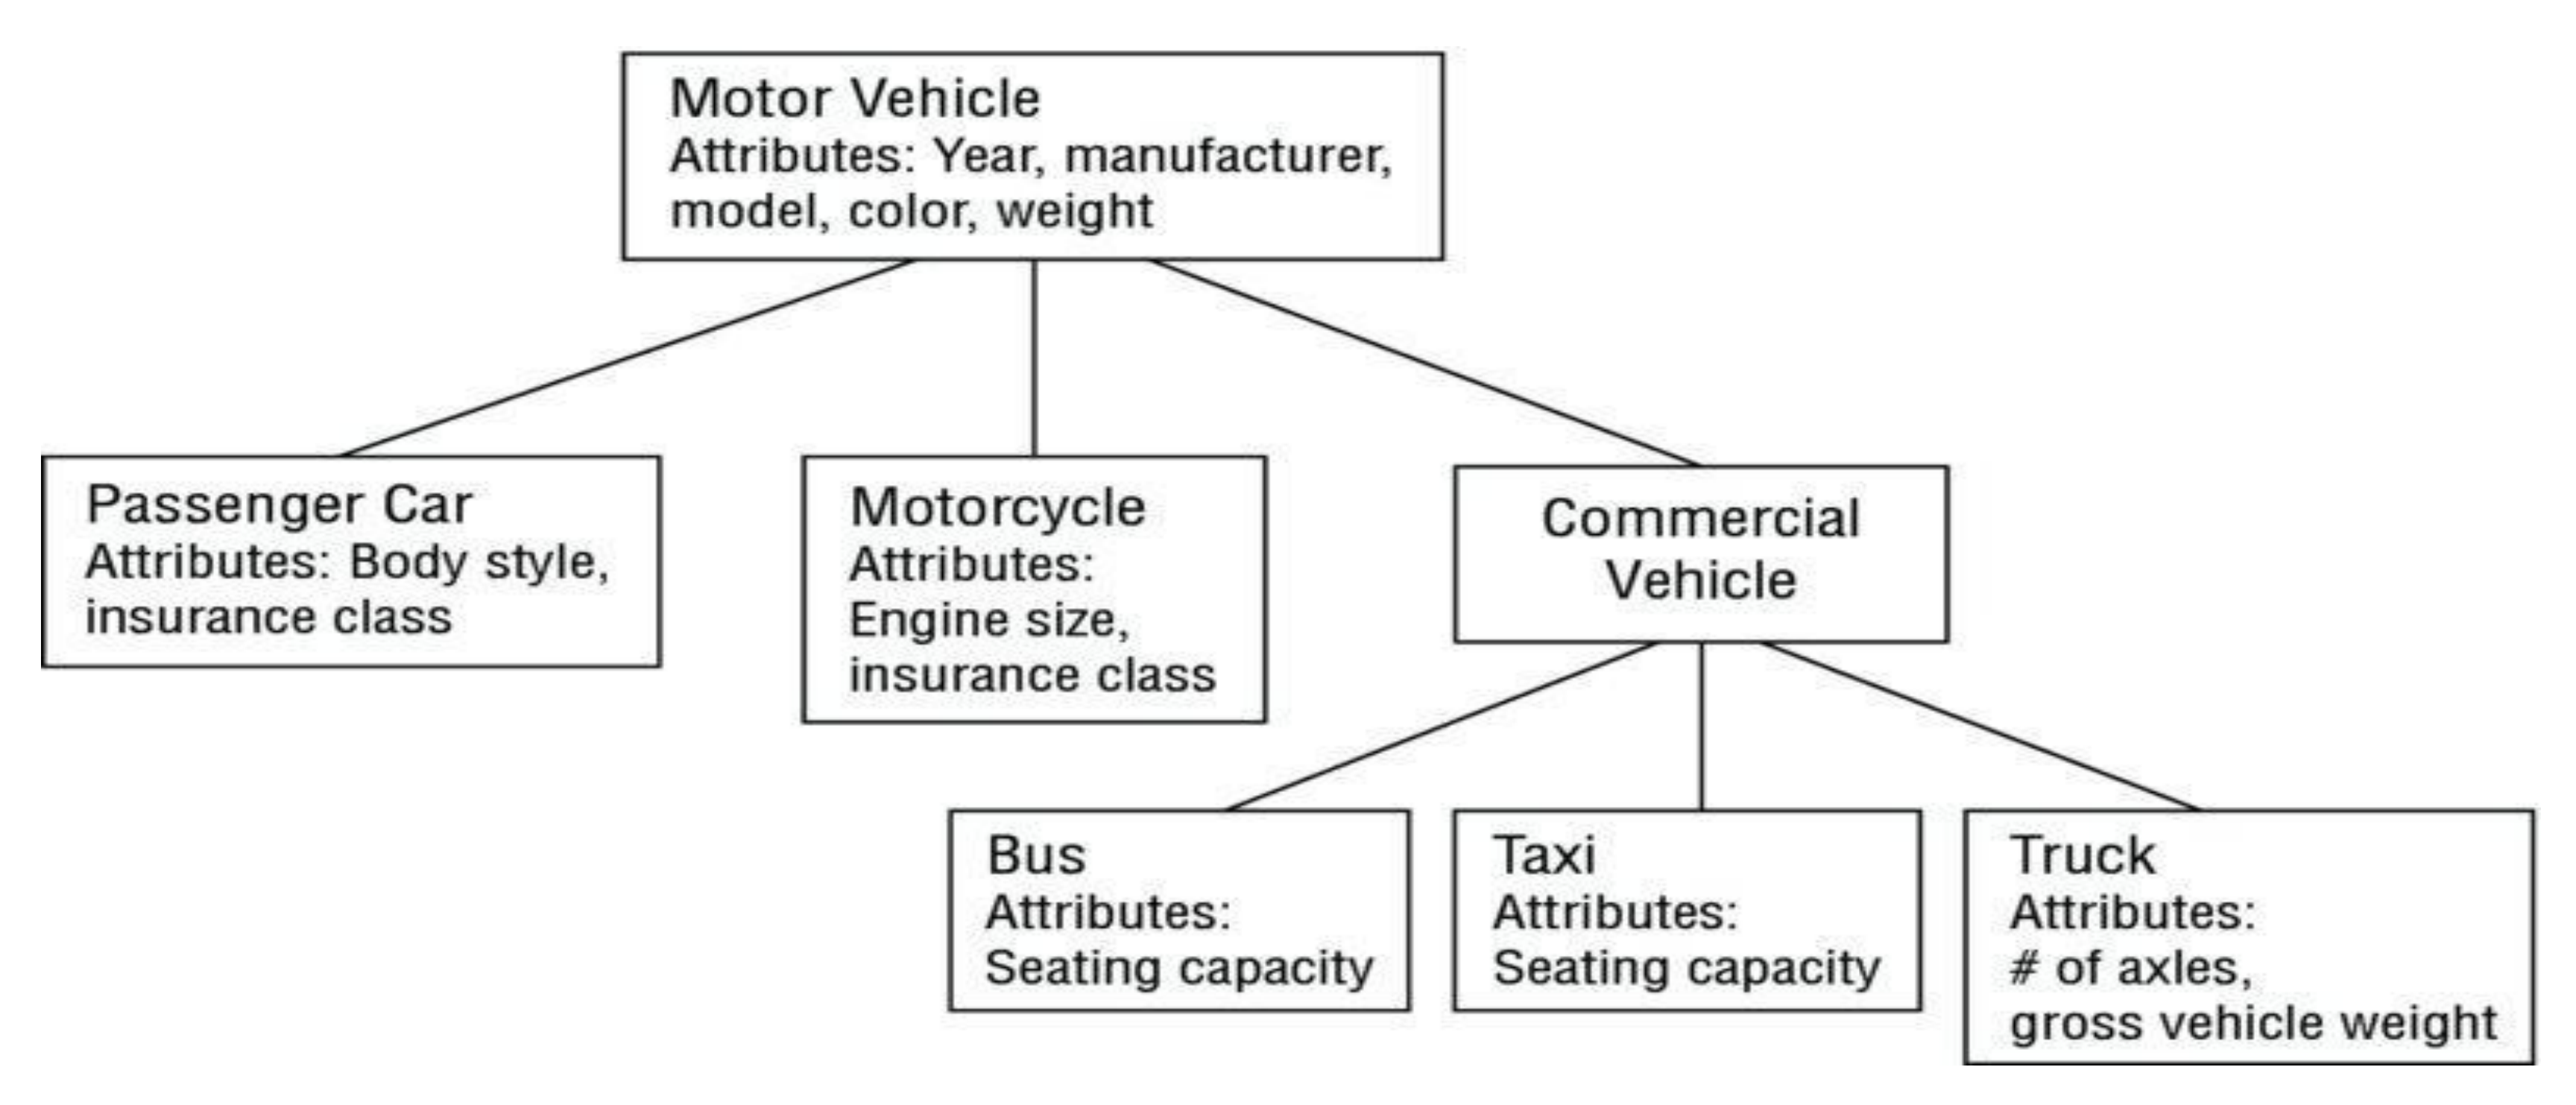 Motor Vehicle
Attributes: Year, manufacturer,
model, color, weight
Passenger Car
Attributes: Body style,
insurance class
Motorcycle
Attributes:
Engine size,
insurance class
Commercial
Vehicle
Bus
Attributes:
Seating capacity
Taxi
Attributes:
Seating capacity
Truck
Attributes:
# of axles,
gross vehicle weight